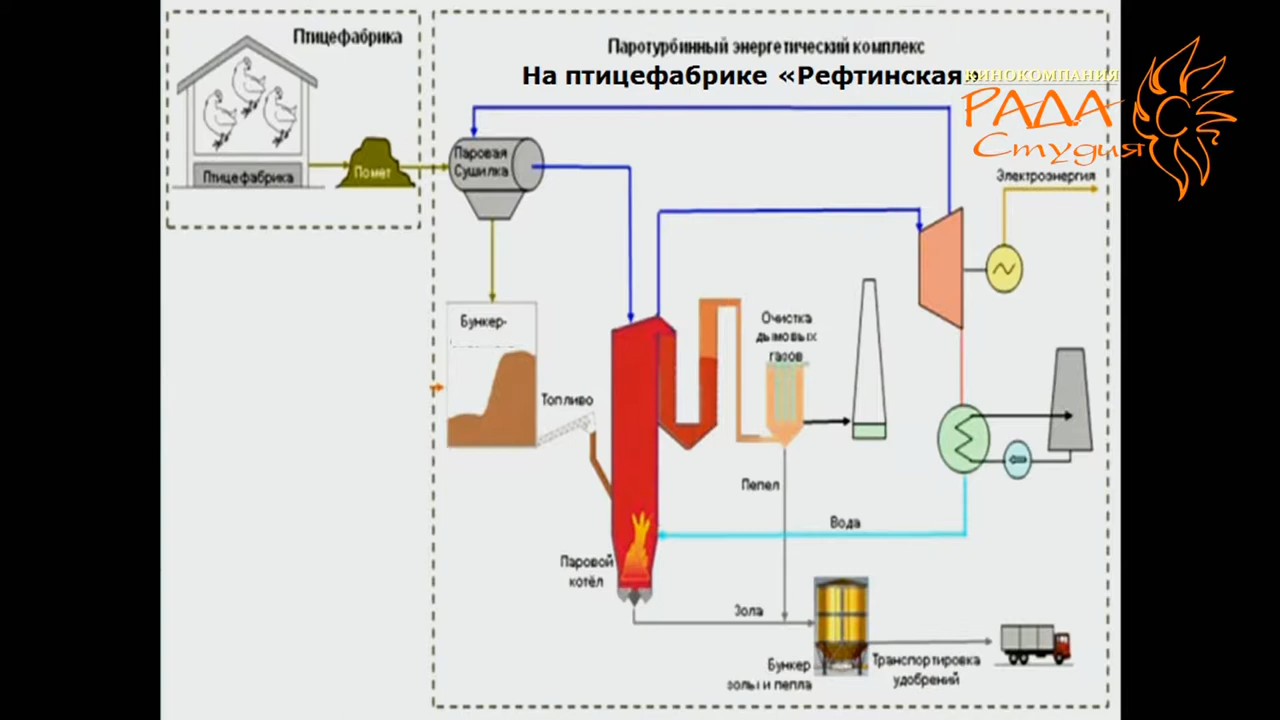 Птицефабрика
Паротурбинный энергетический комплекс
На птицефабрике «Рефтинская»
КИНОКОМПАНИЯ
РАДА
Студия
Птицефабрика
Помет
Паровая
Сушилка
Электроэнергия
Бункер-
Топливо
Очистка
дымовых
газов
Пепел
Вода
Паровой
котёл
Зола
Бункер
золы и пепла
Транспортировка
удобрений